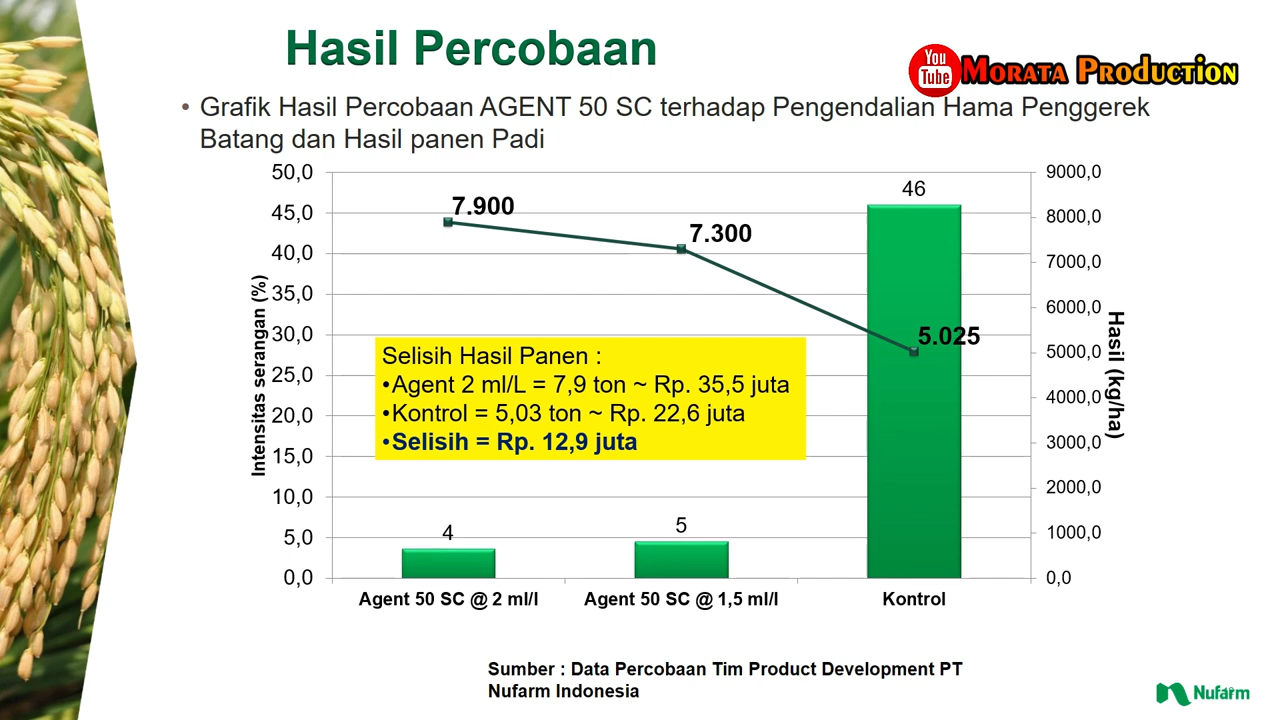 Hasil Percobaan
You
Tube
MORATA PRODUCTION
• Grafik Hasil Percobaan AGENT 50 SC terhadap Pengendalian Hama Penggerek
Batang dan Hasil panen Padi
Intensitas serangan (%)
50,0
45,0
40,0
35,0
30,0
25,0
20,0
15,0
10,0
5,0
0,0
7.900
7.300
5.025
46
4
5
Selisih Hasil Panen :
•Agent 2 ml/L = 7,9 ton ~ Rp. 35,5 juta
•Kontrol = 5,03 ton ~ Rp. 22,6 juta
•Selisih = Rp. 12,9 juta
9000,0
8000,0
7000,0
6000,0
5000,0
4000,0
3000,0
2000,0
1000,0
0,0
Hasil (kg/ha)
Agent 50 SC @ 2 ml/l
Agent 50 SC @ 1,5 ml/l
Kontrol
Sumber : Data Percobaan Tim Product Development PT
Nufarm Indonesia
Nufarm